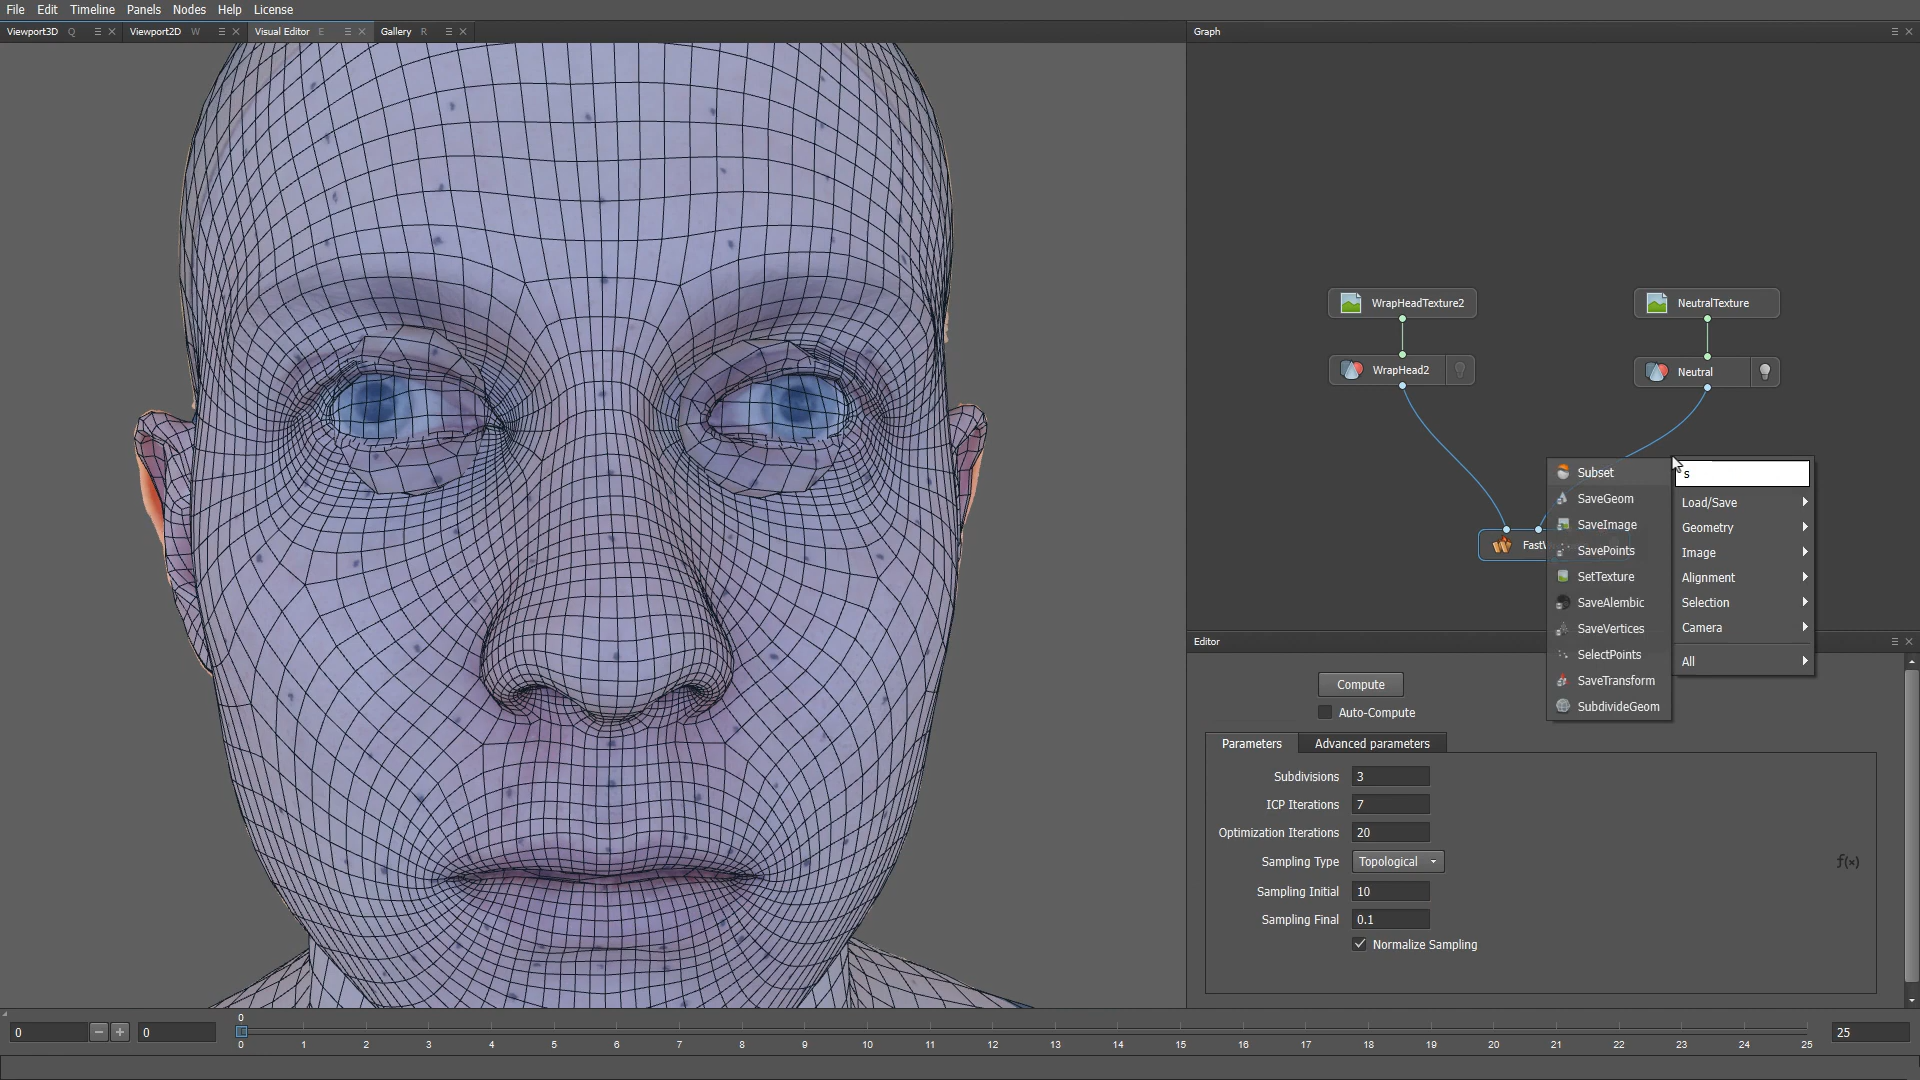 File Edit Timeline Panels Nodes Help License
Viewport3D Q Viewport2D W Visual Editor E Gallery R
Graph
WrapHeadTexture2
NeutralTexture
WrapHead2
Neutral
s
Subset
SaveGeom
SaveImage
SavePoints
SetTexture
SaveAlembic
SaveVertices
SelectPoints
SaveTransform
SubdivideGeom
Load/Save
Geometry
Image
Alignment
Selection
Camera
All
Editor
Compute
Auto-Compute
Parameters Advanced parameters
Subdivisions 3
ICP Iterations 7
Optimization Iterations 20
Sampling Type Topological
Sampling Initial 10
Sampling Final 0.1
Normalize Sampling
f(x)
0
0 0 25
0 1 2 3 4 5 6 7 8 9 10 11 12 13 14 15 16 17 18 19 20 21 22 23 24 25